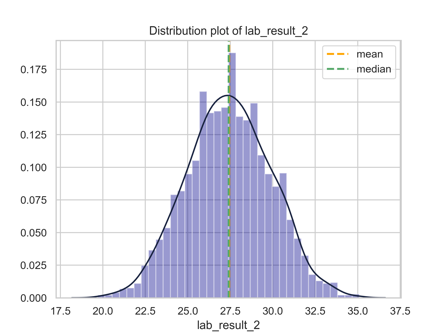 Distribution plot of lab_result_2
mean
median
0.175
0.150
0.125
0.100
0.075
0.050
0.025
0.000
17.5 20.0 22.5 25.0 27.5 30.0 32.5 35.0 37.5
lab_result_2